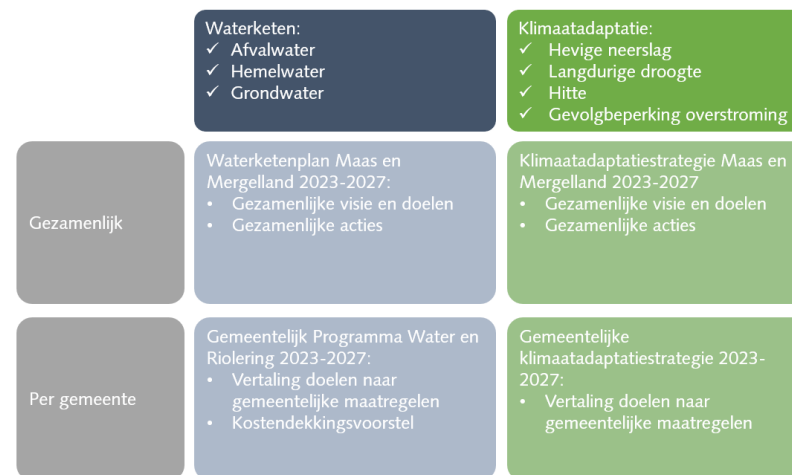 Waterketen:
✓ Afvalwater
✓ Hemelwater
✓ Grondwater
Klimaatadaptatie:
✓ Hevige neerslag
✓ Langdurige droogte
✓ Hitte
✓ Gevolgbeperking overstroming
Gezamenlijk
Waterketenplan Maas en
Mergelland 2023-2027:
• Gezamenlijke visie en doelen
• Gezamenlijke acties
Klimaatadaptatiestrategie Maas en
Mergelland 2023-2027
• Gezamenlijke visie en doelen
• Gezamenlijke acties
Per gemeente
Gemeentelijk Programma Water en
Riolering 2023-2027:
• Vertaling doelen naar
gemeentelijke maatregelen
• Kostendekkingsvoorstel
Gemeentelijke
klimaatadaptatiestrategie 2023-
2027:
• Vertaling doelen naar
gemeentelijke maatregelen